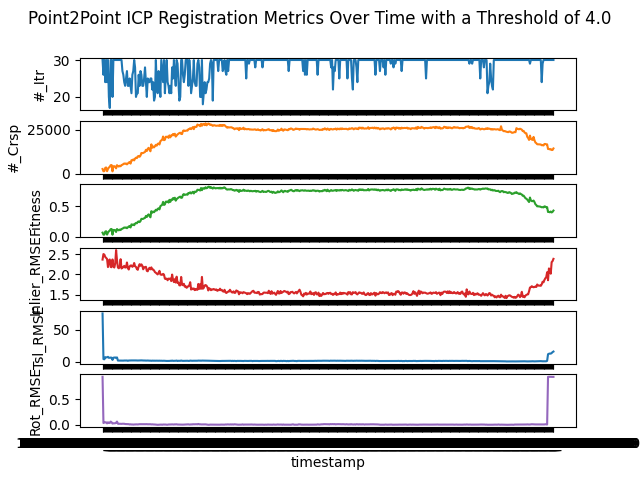 Point2Point ICP Registration Metrics Over Time with a Threshold of 4.0
30
20
#_Itr
25000
0
#_Crsp
0.5
0.0
Fitness
2.5
2.0
1.5
Inlier_RMSE
50
0
Tsl_RMSE
0.5
0.0
Rot_RMSE
timestamp